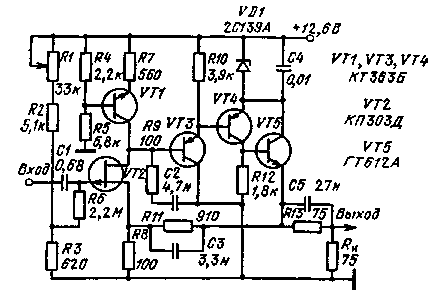 VD1
2С139А
+12,6В
R1
33к
R4
2,2к
R7
560
R10
3,9к
C4
0,01
VT1
VT4
VT1, VT3, VT4
КТ363Б
R2
5,1к
R5
6,8к
R9
100
VT3
VT5
VT2
КП303Д
VT5
ГТ612А
Вход
C1
0,68
VT2
C2
4,7н
R12
1,8к
C5
27н
R6
2,2М
R11
910
R13
75
Выход
R3
620
R8
100
C3
3,3н
Rн
75